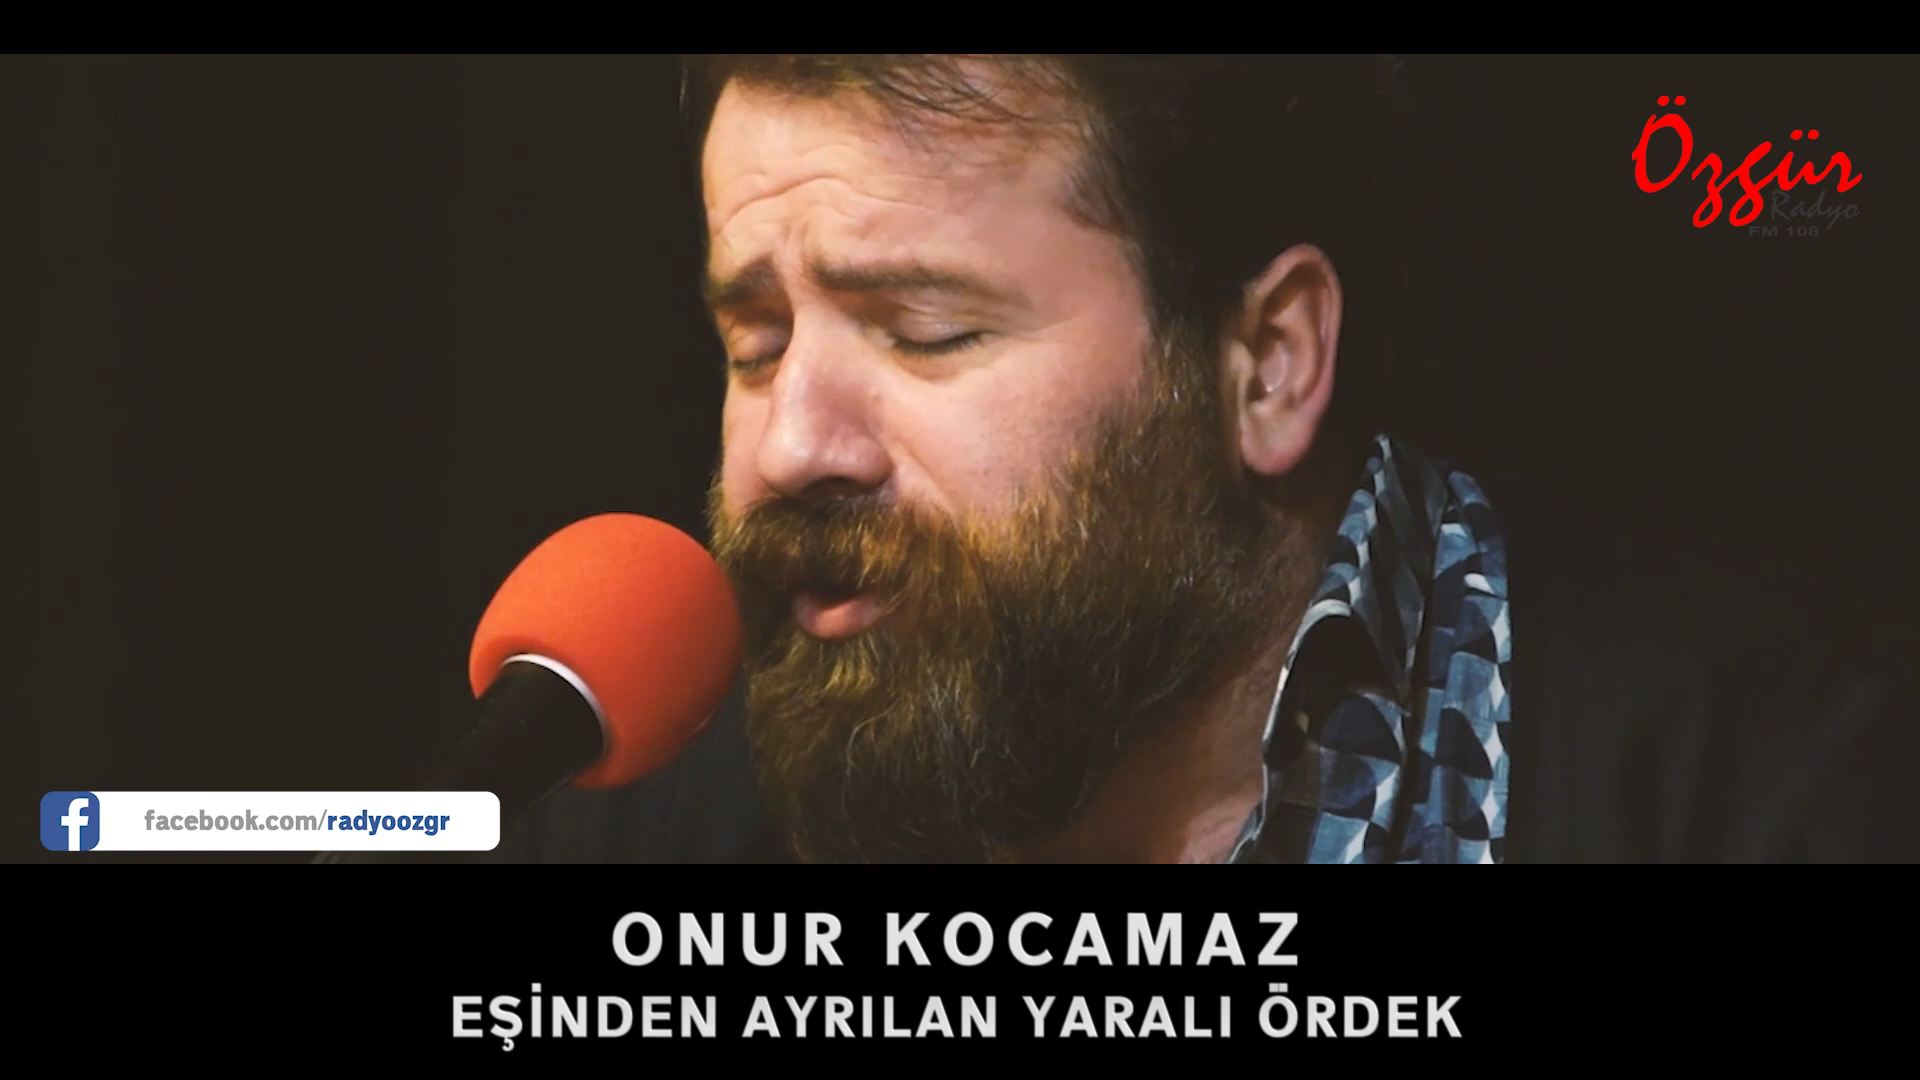 Özgür
Radyo
FM 108
facebook.com/radyoozgr
ONUR KOCAMAZ
EŞİNDEN AYRILAN YARALI ÖRDEK